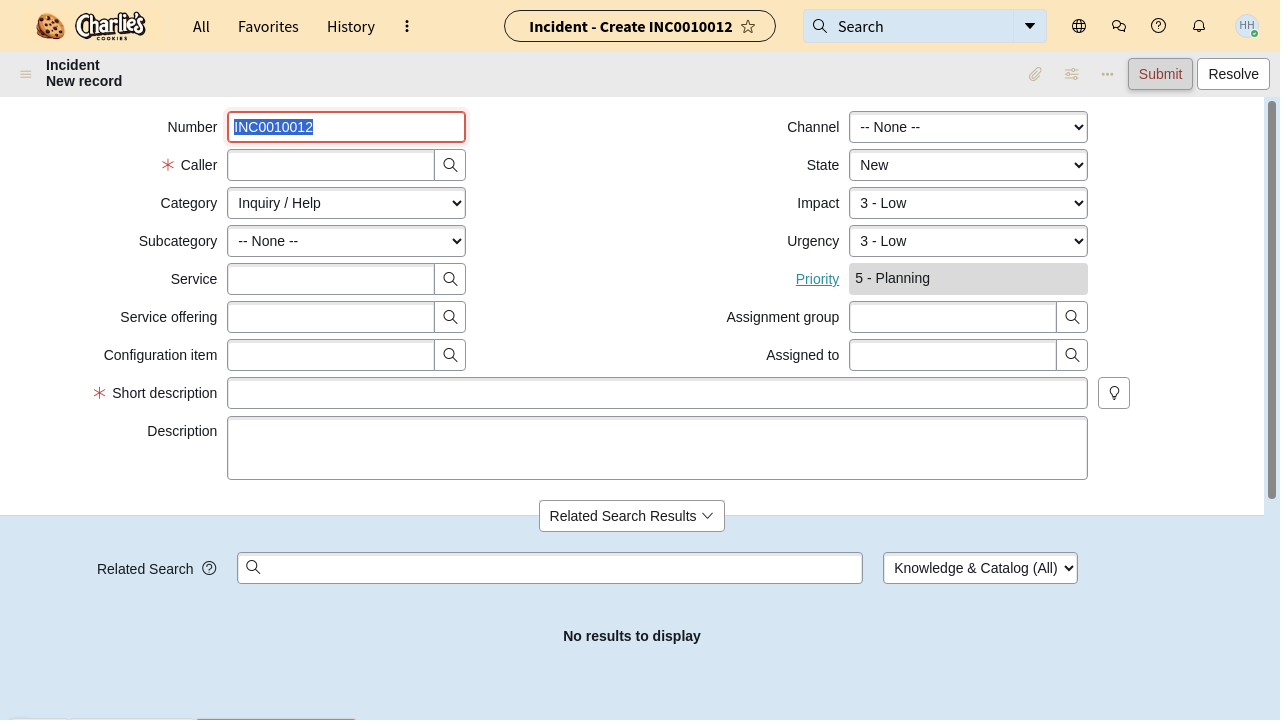 Charlie's
COOKIES
All
Favorites
History
Incident - Create INC0010012
Search
HH
Incident
New record
Submit
Resolve
Number
INC0010012
Channel
-- None --
Caller
State
New
Category
Inquiry / Help
Impact
3 - Low
Subcategory
-- None --
Urgency
3 - Low
Service
Priority
5 - Planning
Service offering
Assignment group
Configuration item
Assigned to
Short description
Description
Related Search Results
Related Search
Knowledge & Catalog (All)
No results to display